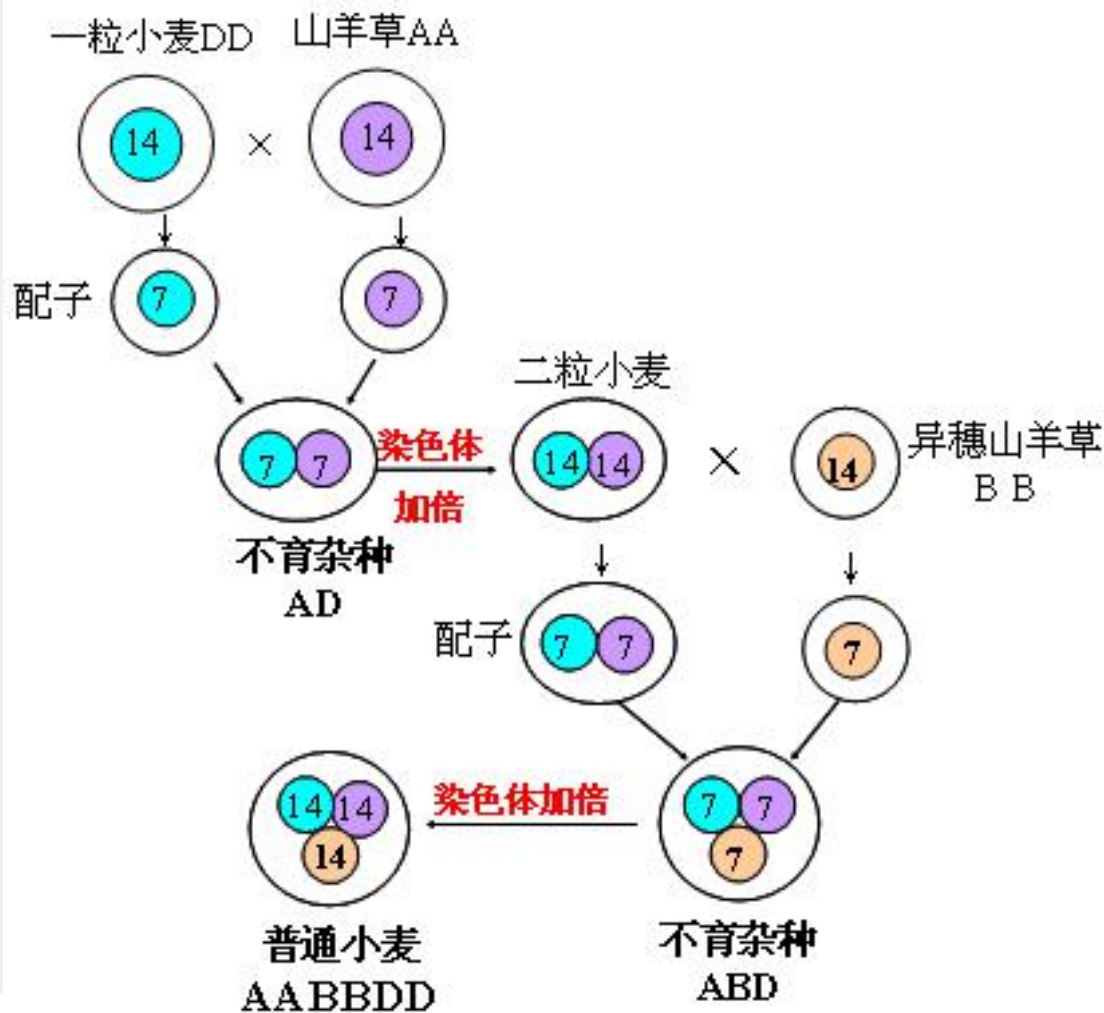 一粒小麦DD
山羊草AA
14
×
14
配子
7
7
二粒小麦
7 7
染色体
加倍
14 14
×
14
异穗山羊草
B B
不育杂种
AD
配子
7 7
7
14 14
14
染色体加倍
7 7
7
普通小麦
AABBDD
不育杂种
ABD